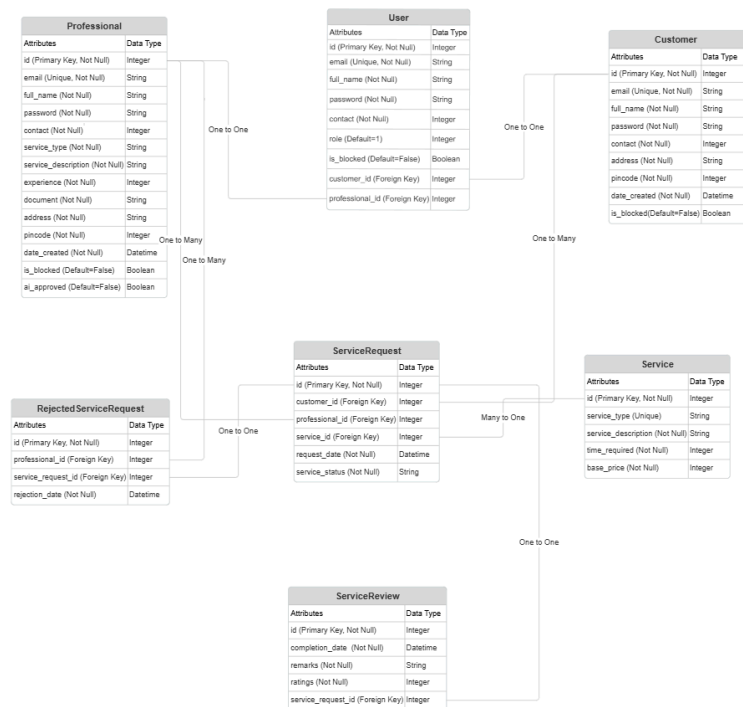 Professional
Attributes Data Type
id (Primary Key, Not Null) Integer
email (Unique, Not Null) String
full_name (Not Null) String
password (Not Null) String
contact (Not Null) Integer
service_type (Not Null) String
service_description (Not Null) String
experience (Not Null) Integer
document (Not Null) String
address (Not Null) String
pincode (Not Null) Integer
date_created (Not Null) Datetime
is_blocked (Default=False) Boolean
ai_approved (Default=False) Boolean
User
Attributes Data Type
id (Primary Key, Not Null) Integer
email (Unique, Not Null) String
full_name (Not Null) String
password (Not Null) String
contact (Not Null) Integer
role (Default=1) Integer
is_blocked (Default=False) Boolean
customer_id (Foreign Key) Integer
professional_id (Foreign Key) Integer
Customer
Attributes Data Type
id (Primary Key, Not Null) Integer
email (Unique, Not Null) String
full_name (Not Null) String
password (Not Null) String
contact (Not Null) Integer
address (Not Null) String
pincode (Not Null) Integer
date_created (Not Null) Datetime
is_blocked(Default=False) Boolean
One to One
One to One
One to Many
One to Many
One to Many
ServiceRequest
Attributes Data Type
id (Primary Key, Not Null) Integer
customer_id (Foreign Key) Integer
professional_id (Foreign Key) Integer
service_id (Foreign Key) Integer
request_date (Not Null) Datetime
service_status (Not Null) String
Service
Attributes Data Type
id (Primary Key, Not Null) Integer
service_type (Unique) String
service_description (Not Null) String
time_required (Not Null) Integer
base_price (Not Null) Integer
RejectedServiceRequest
Attributes Data Type
id (Primary Key, Not Null) Integer
professional_id (Foreign Key) Integer
service_request_id (Foreign Key) Integer
rejection_date (Not Null) Datetime
One to One
Many to One
One to One
ServiceReview
Attributes Data Type
id (Primary Key, Not Null) Integer
completion_date (Not Null) Datetime
remarks (Not Null) String
ratings (Not Null) Integer
service_request_id (Foreign Key) Integer